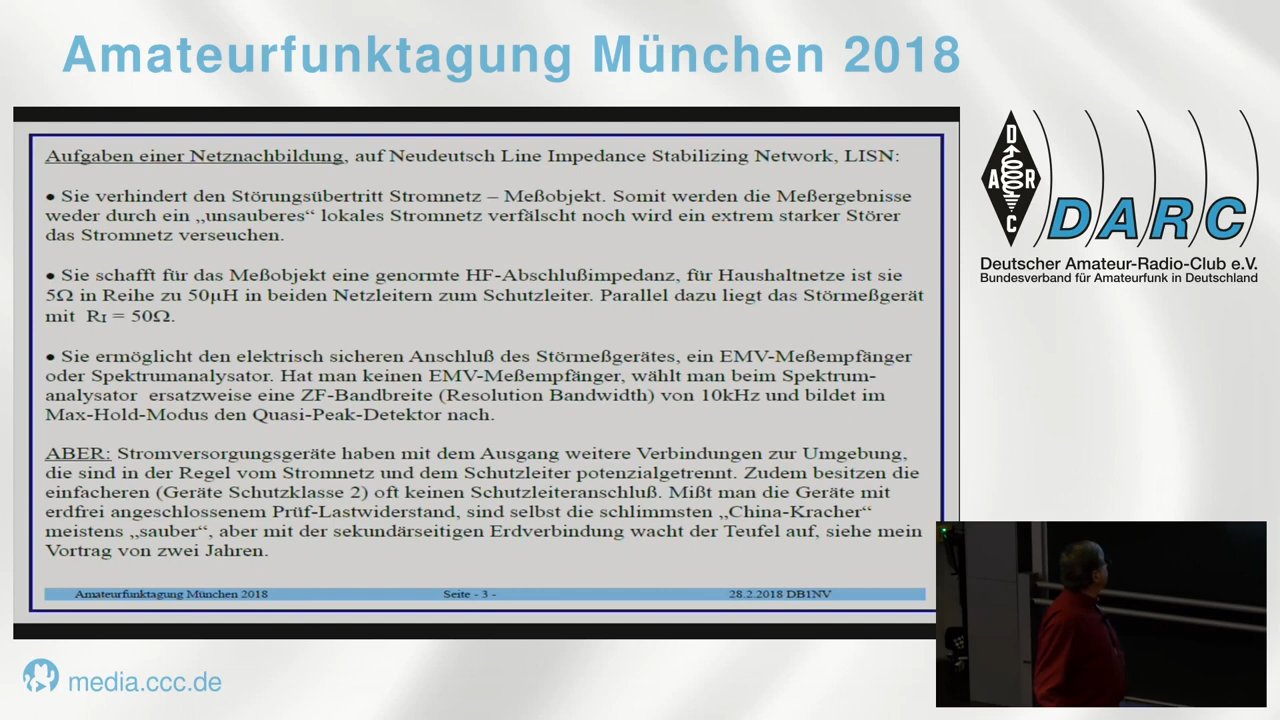 Amateurfunktagung München 2018
Aufgaben einer Netznachbildung, auf Neudeutsch Line Impedance Stabilizing Network, LISN:
● Sie verhindert den Störungsübertritt Stromnetz – Meßobjekt. Somit werden die Meßergebnisse
weder durch ein „unsauberes“ lokales Stromnetz verfälscht noch wird ein extrem starker Störer
das Stromnetz verseuchen.
● Sie schafft für das Meßobjekt eine genormte HF-Abschlußimpedanz, für Haushaltnetze ist sie
5Ω in Reihe zu 50µH in beiden Netzleitern zum Schutzleiter. Parallel dazu liegt das Störmeßgerät
mit RI = 50Ω.
● Sie ermöglicht den elektrisch sicheren Anschluß des Störmeßgerätes, ein EMV-Meßempfänger
oder Spektrumanalysator. Hat man keinen EMV-Meßempfänger, wählt man beim Spektrum-
analysator ersatzweise eine ZF-Bandbreite (Resolution Bandwidth) von 10kHz und bildet im
Max-Hold-Modus den Quasi-Peak-Detektor nach.
ABER: Stromversorgungsgeräte haben mit dem Ausgang weitere Verbindungen zur Umgebung,
die sind in der Regel vom Stromnetz und dem Schutzleiter potenzialgetrennt. Zudem besitzen die
einfacheren (Geräte Schutzklasse 2) oft keinen Schutzleiteranschluß. Mißt man die Geräte mit
erdfrei angeschlossenem Prüf-Lastwiderstand, sind selbst die schlimmsten „China-Kracher“
meistens „sauber“, aber mit der sekundärseitigen Erdverbindung wacht der Teufel auf, siehe mein
Vortrag von zwei Jahren.
Amateurfunktagung München 2018 Seite - 3 - 28.2.2018 DB1NV
D
A R
C
DARC
Deutscher Amateur-Radio-Club e.V.
Bundesverband für Amateurfunk in Deutschland
media.ccc.de